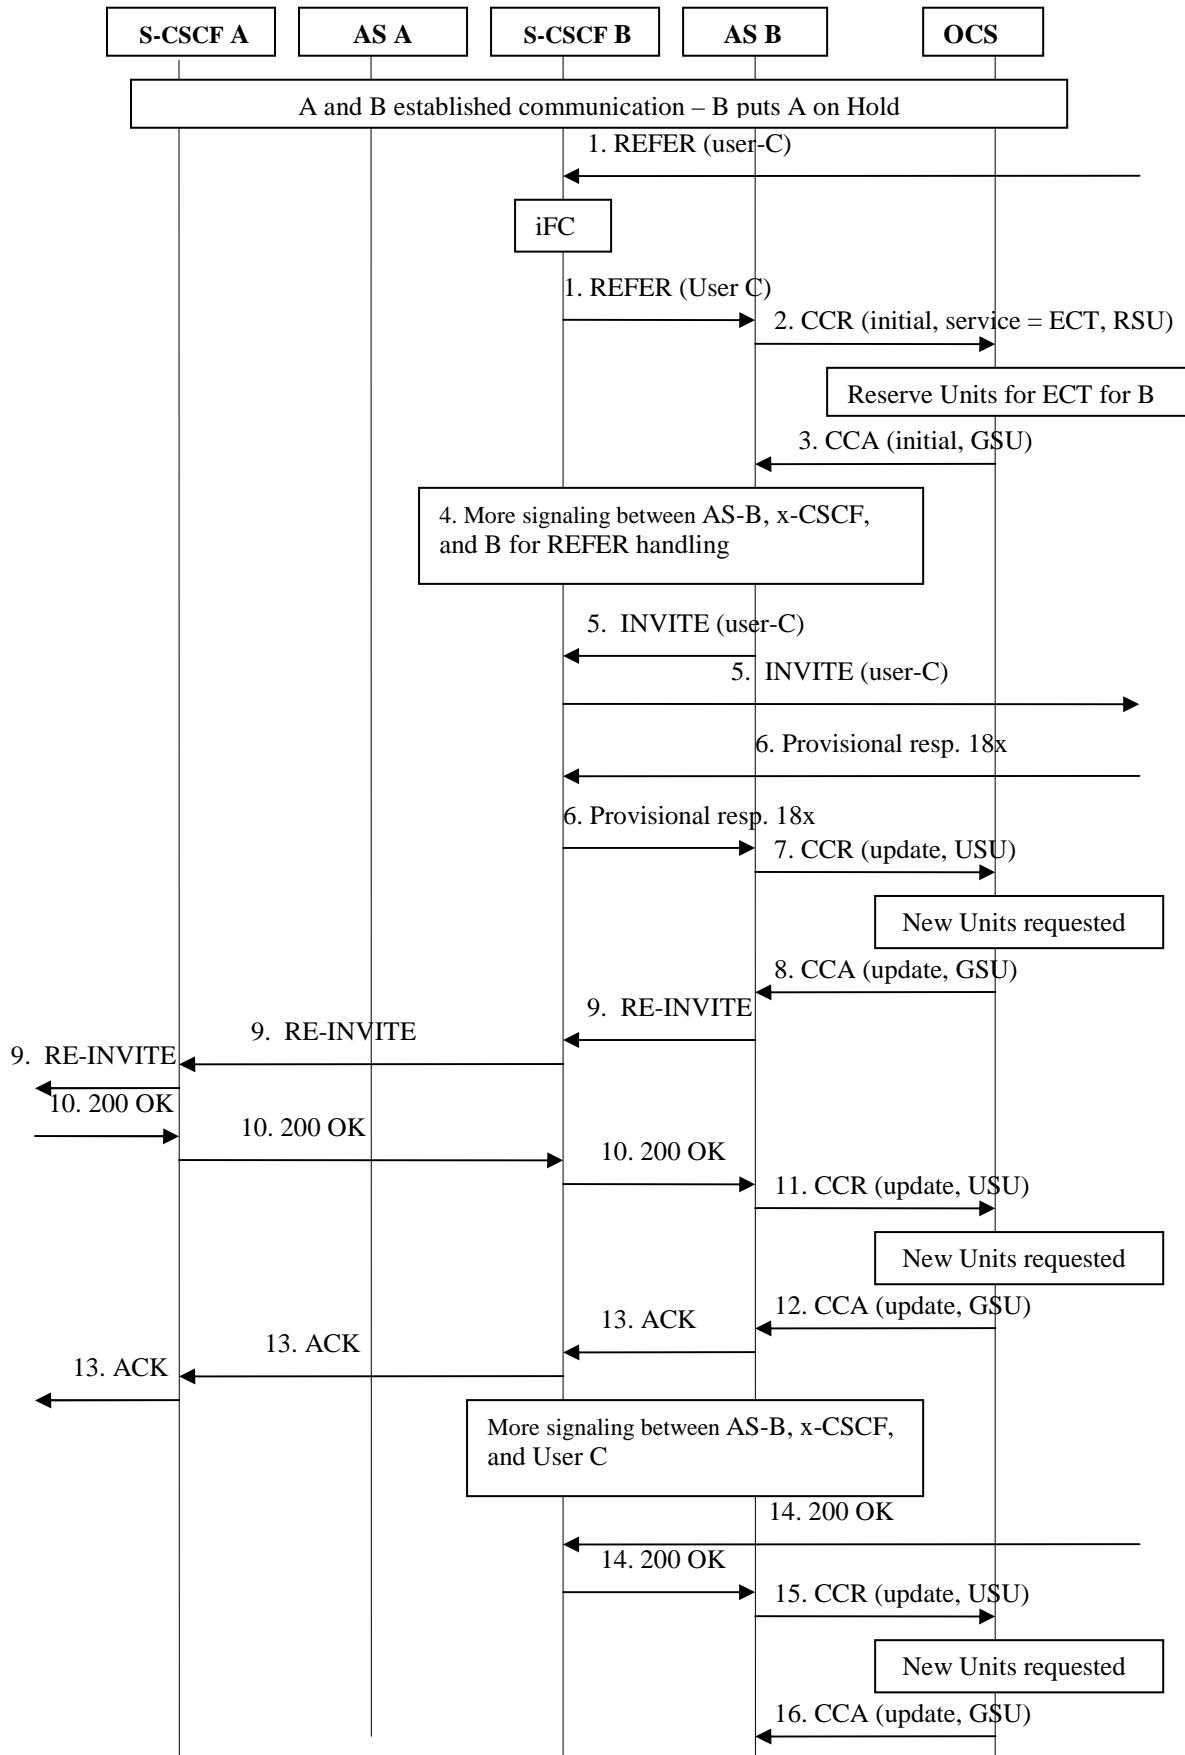 S-CSCF A
AS A
S-CSCF B
AS B
OCS
A and B established communication – B puts A on Hold
1. REFER (user-C)
iFC
1. REFER (User C)
2. CCR (initial, service = ECT, RSU)
Reserve Units for ECT for B
3. CCA (initial, GSU)
4. More signaling between AS-B, x-CSCF,
and B for REFER handling
5. INVITE (user-C)
5. INVITE (user-C)
6. Provisional resp. 18x
6. Provisional resp. 18x
7. CCR (update, USU)
New Units requested
8. CCA (update, GSU)
9. RE-INVITE
9. RE-INVITE
9. RE-INVITE
10. 200 OK
10. 200 OK
10. 200 OK
11. CCR (update, USU)
New Units requested
12. CCA (update, GSU)
13. ACK
13. ACK
13. ACK
More signaling between AS-B, x-CSCF,
and User C
14. 200 OK
14. 200 OK
15. CCR (update, USU)
New Units requested
16. CCA (update, GSU)